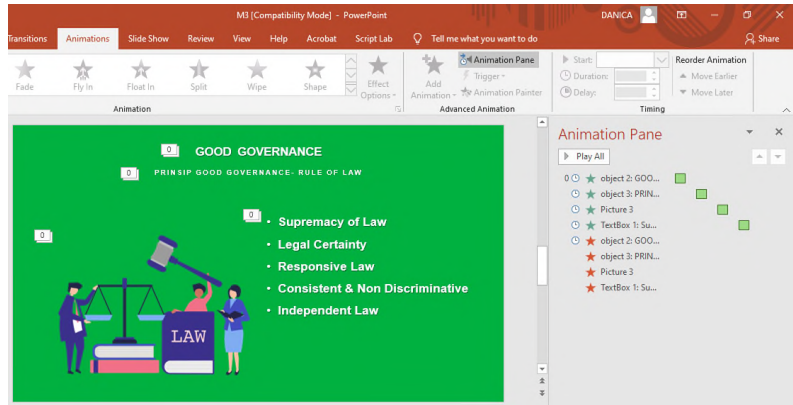 M3 [Compatibility Mode] - PowerPoint
DANICA
Transitions Animations Slide Show Review View Help Acrobat Script Lab Tell me what you want to do Share
Fade Fly In Float In Split Wipe Shape
Effect Options
Add Animation
Animation Pane
Trigger
Animation Painter
Start:
Duration:
Delay:
Reorder Animation
Move Earlier
Move Later
Animation Advanced Animation Timing
0 GOOD GOVERNANCE
0 PRINSIP GOOD GOVERNANCE- RULE OF LAW
0
0
• Supremacy of Law
• Legal Certainty
• Responsive Law
• Consistent & Non Discriminative
• Independent Law
LAW
Animation Pane
Play All
0 object 2: GOO...
object 3: PRIN...
Picture 3
TextBox 1: Su...
object 2: GOO...
object 3: PRIN...
Picture 3
TextBox 1: Su...